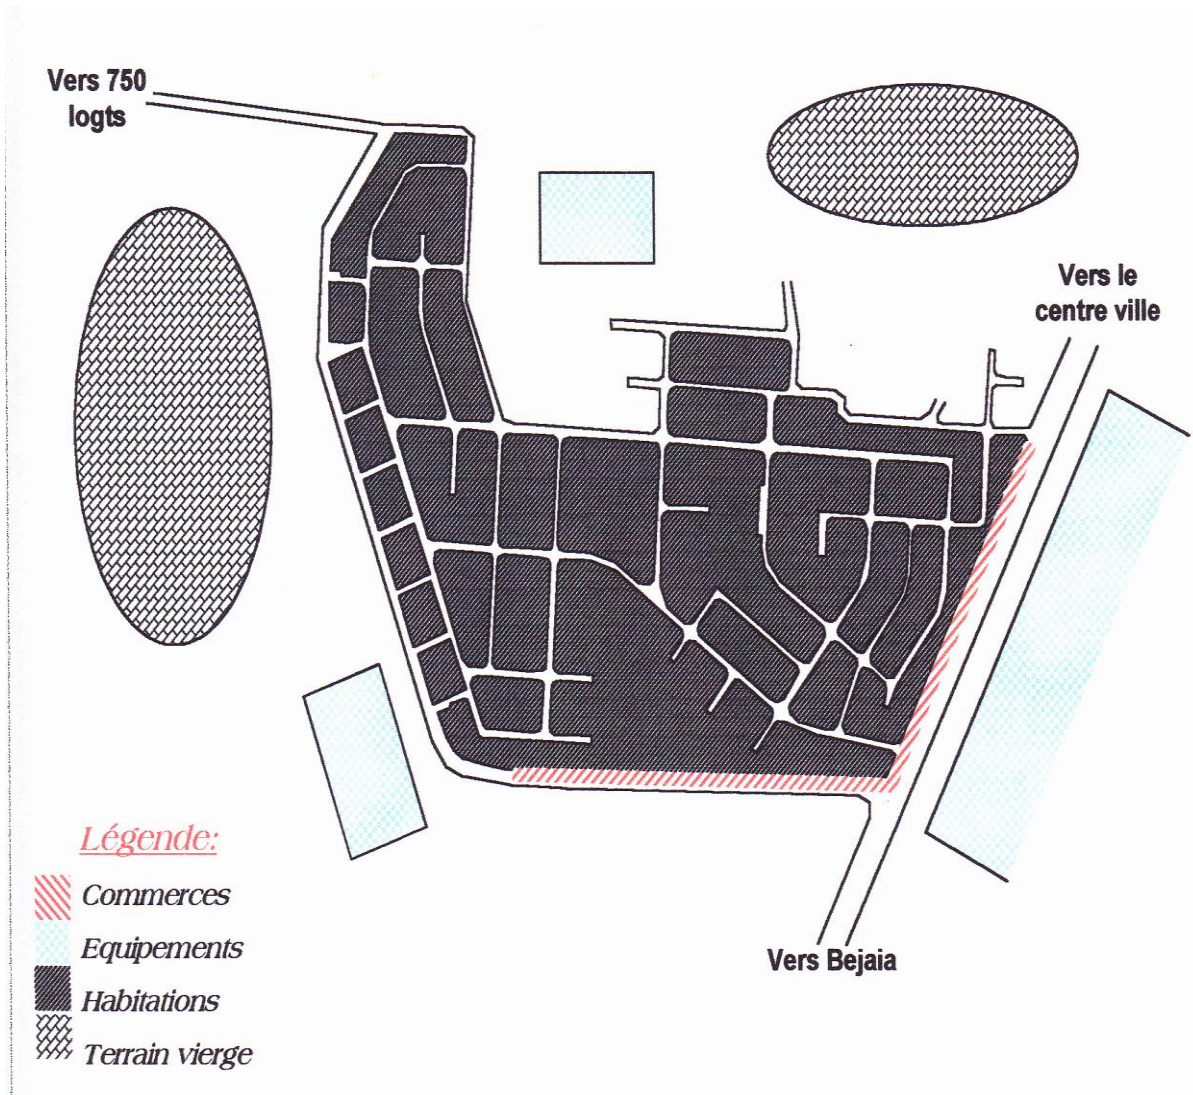 Vers 750
logts
Vers le
centre ville
Vers Bejaia
Légende:
Commerces
Equipements
Habitations
Terrain vierge